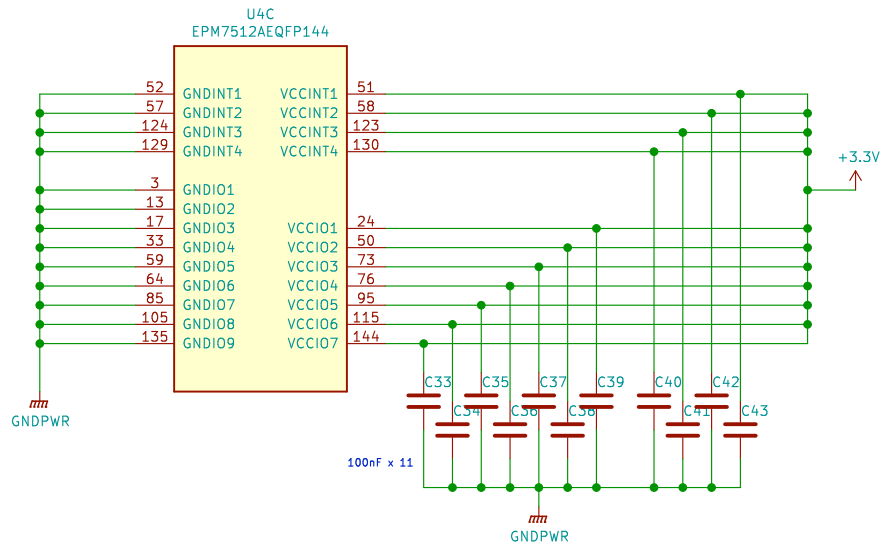 U4C
EPM7512AEQFP144
52 GNDINT1 VCCINT1 51
57 GNDINT2 VCCINT2 58
124 GNDINT3 VCCINT3 123
129 GNDINT4 VCCINT4 130
+3.3V
3 GNDIO1
13 GNDIO2
17 GNDIO3 VCCIO1 24
33 GNDIO4 VCCIO2 50
59 GNDIO5 VCCIO3 73
64 GNDIO6 VCCIO4 76
85 GNDIO7 VCCIO5 95
105 GNDIO8 VCCIO6 115
135 GNDIO9 VCCIO7 144
C33 C35 C37 C39 C40 C42
C34 C36 C38 C41 C43
GNDPWR
100nF x 11
GNDPWR